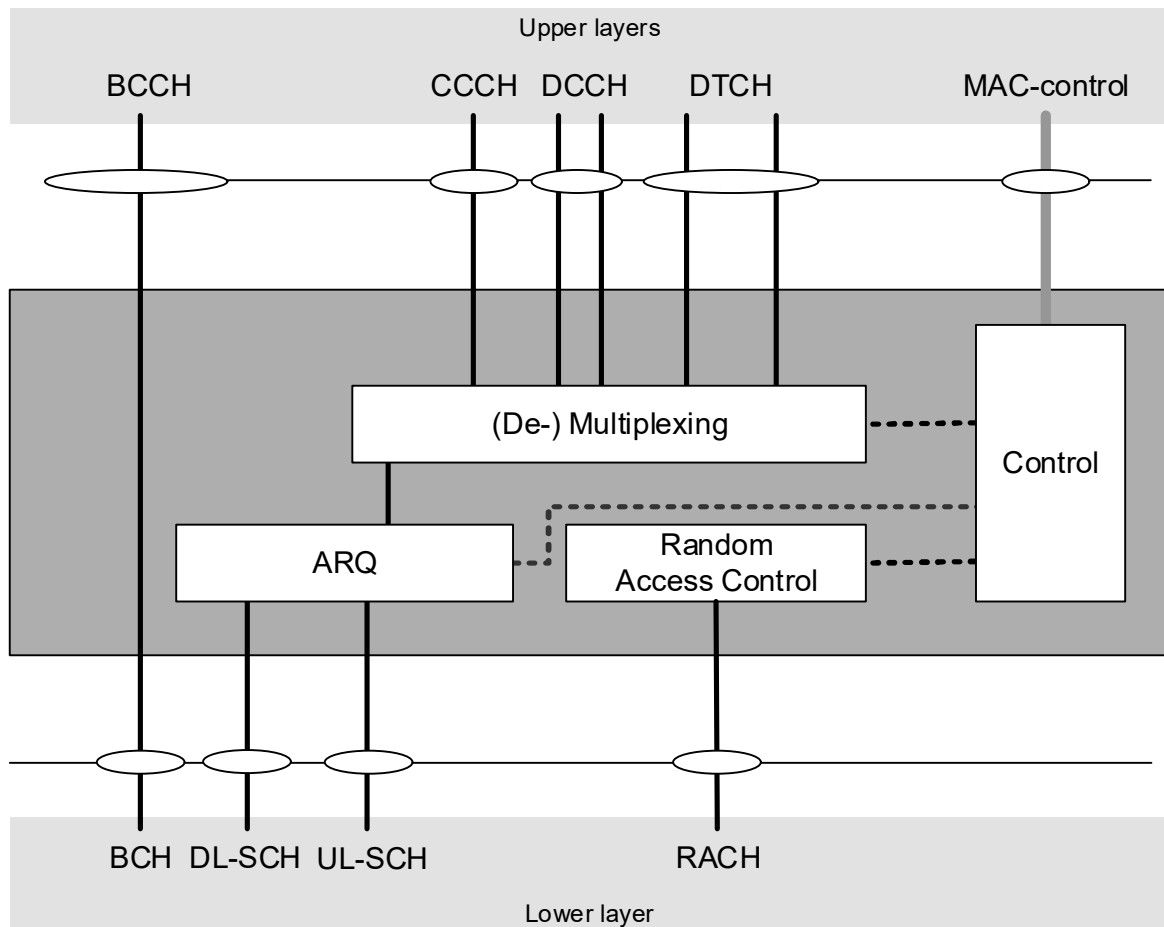 Upper layers
BCCH CCCH DCCH DTCH MAC-control
(De-) Multiplexing
Control
ARQ
Random
Access Control
BCH DL-SCH UL-SCH RACH
Lower layer